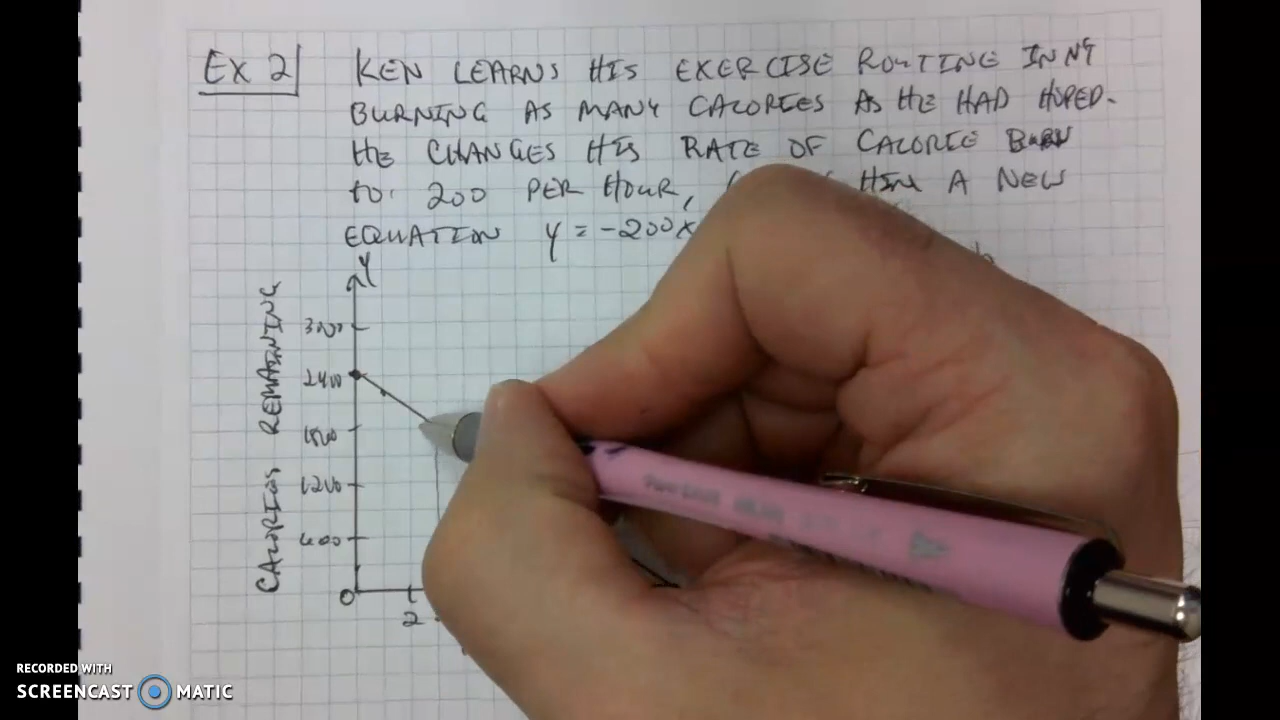 Ex 2
KEN LEARNS HIS EXERCISE ROUTINE ISN'T
BURNING AS MANY CALORIES AS HE HAD HOPED.
HE CHANGES HIS RATE OF CALORIE BURN
TO 200 PER HOUR, HIM A NEW
EQUATION y = -200x
y
CALORIES REMAINING
3000
2400
1800
1200
600
0
2
RECORDED WITH
SCREENCAST MATIC